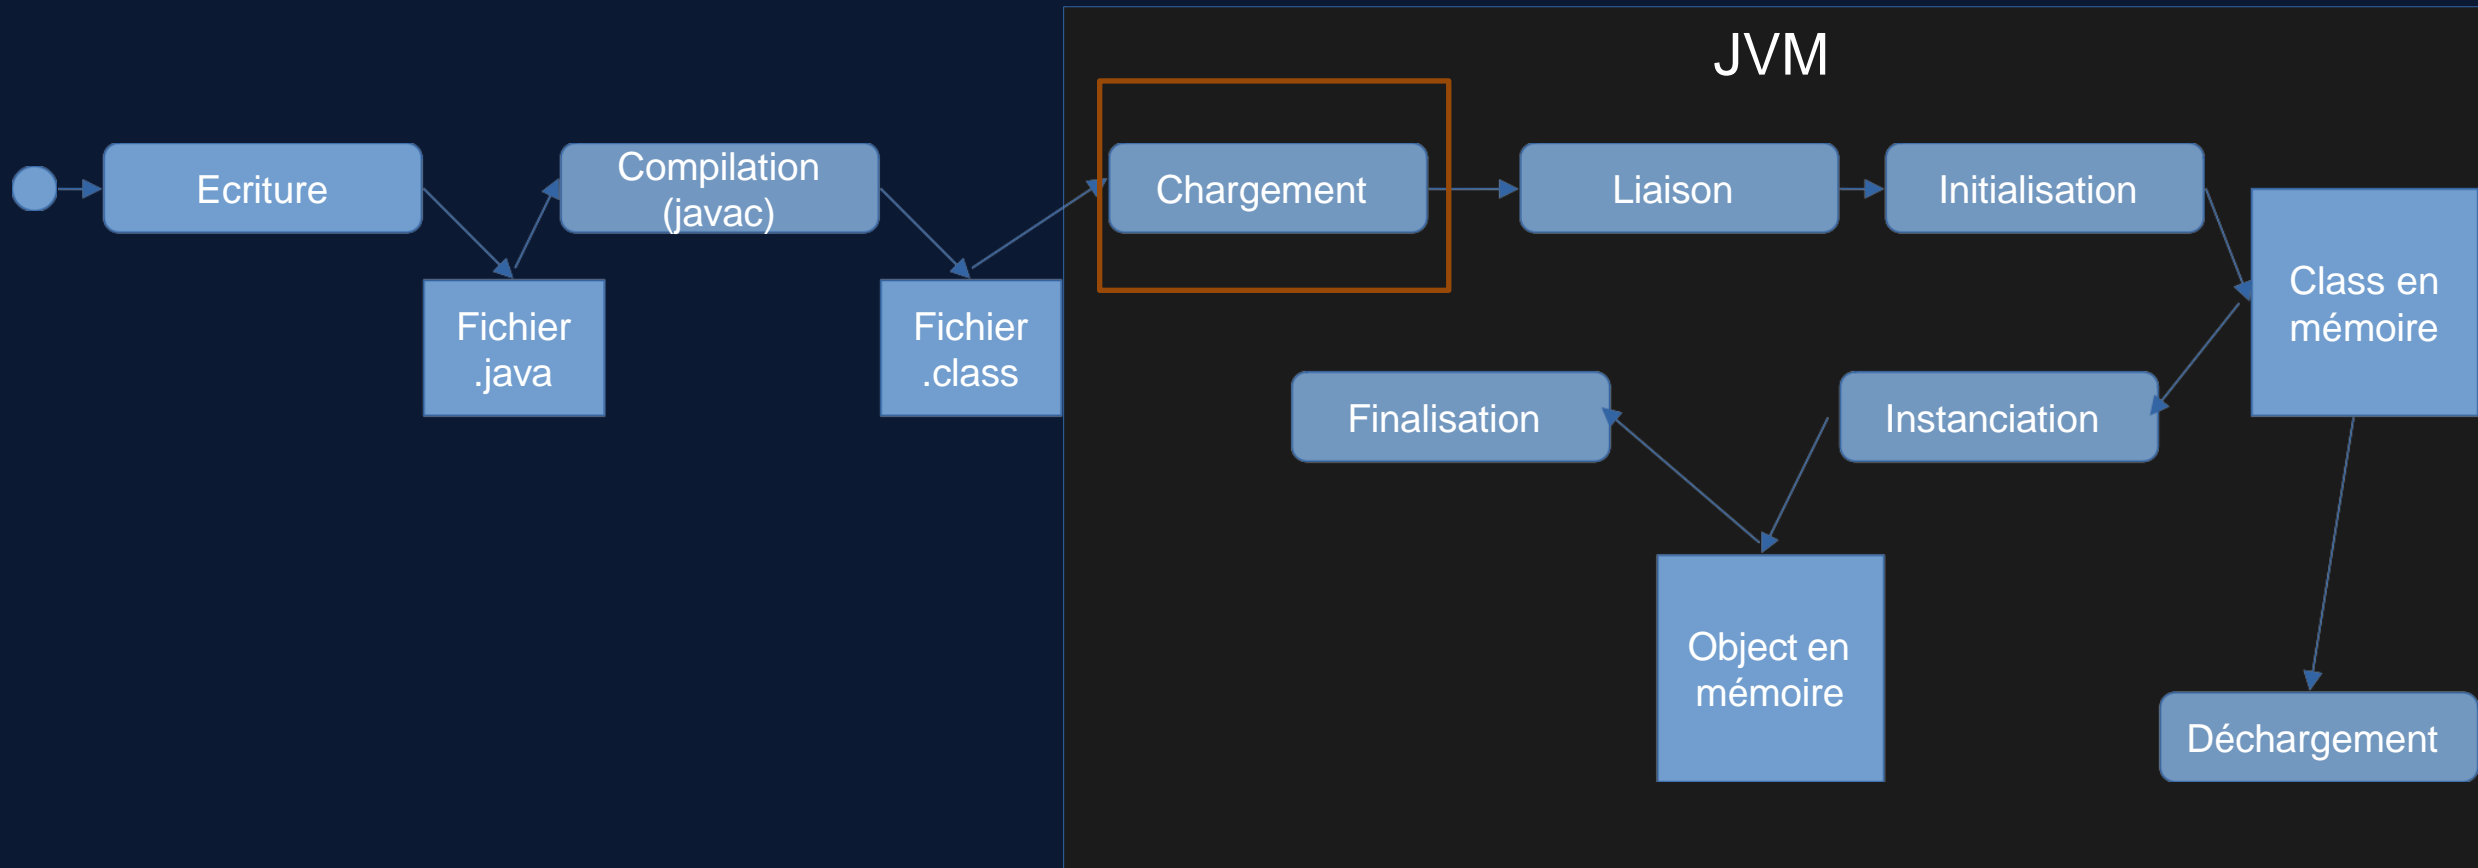 JVM
Ecriture
Compilation
(javac)
Chargement
Liaison
Initialisation
Fichier
.java
Fichier
.class
Class en
mémoire
Finalisation
Instanciation
Object en
mémoire
Déchargement